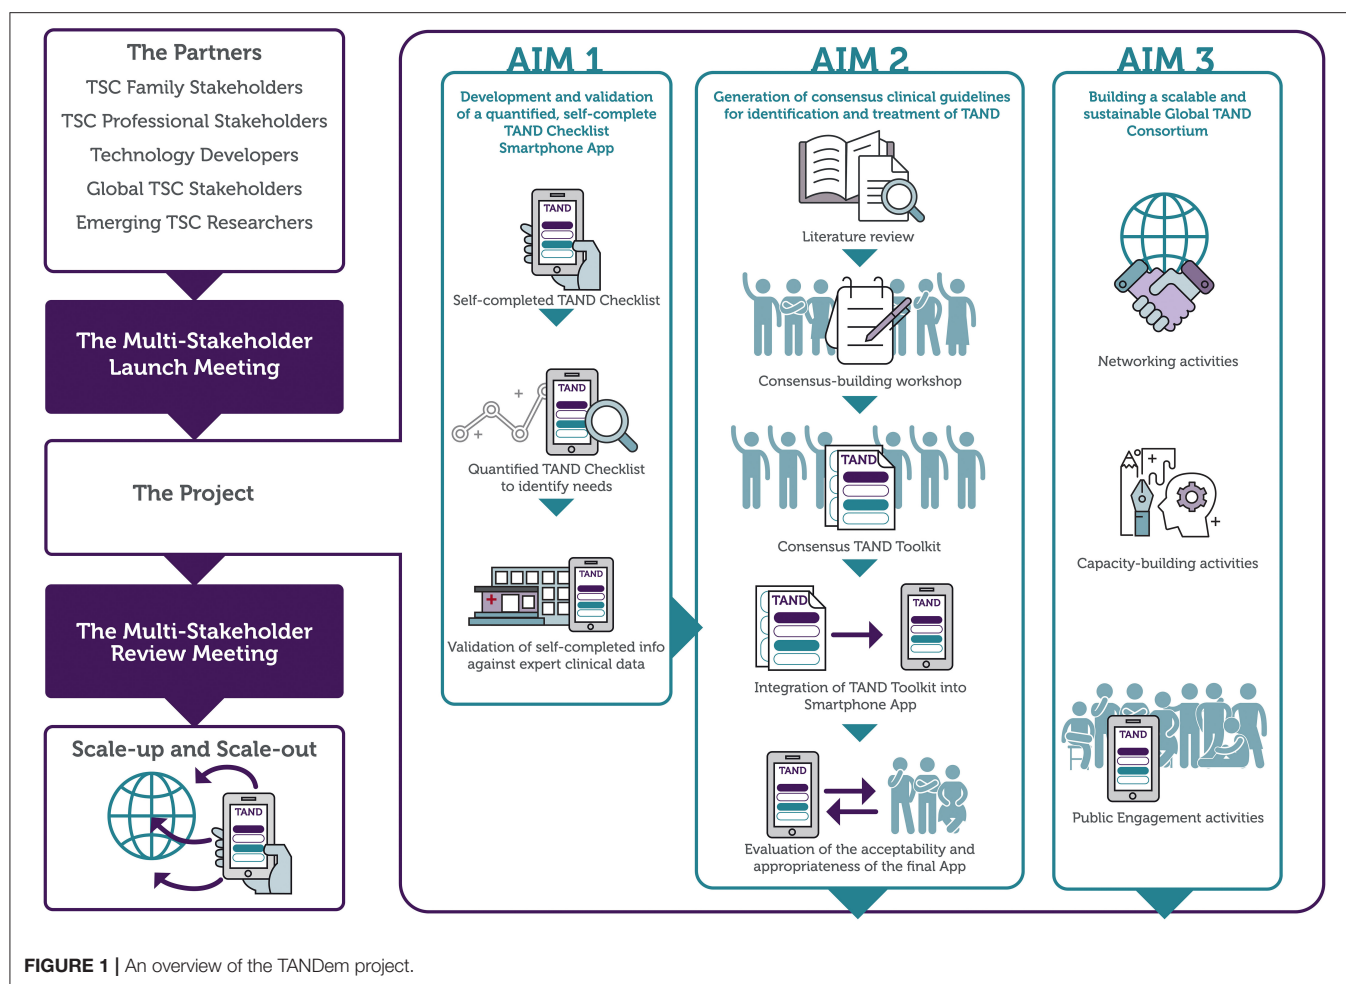 The Partners
TSC Family Stakeholders
TSC Professional Stakeholders
Technology Developers
Global TSC Stakeholders
Emerging TSC Researchers
The Multi-Stakeholder
Launch Meeting
The Project
The Multi-Stakeholder
Review Meeting
Scale-up and Scale-out
TAND
AIM 1
Development and validation
of a quantified, self-complete
TAND Checklist
Smartphone App
TAND
Self-completed TAND Checklist
TAND
Quantified TAND Checklist
to identify needs
TAND
Validation of self-completed info
against expert clinical data
AIM 2
Generation of consensus clinical guidelines
for identification and treatment of TAND
Literature review
Consensus-building workshop
TAND
Consensus TAND Toolkit
TAND
TAND
Integration of TAND Toolkit into
Smartphone App
TAND
Evaluation of the acceptability and
appropriateness of the final App
AIM 3
Building a scalable and
sustainable Global TAND
Consortium
Networking activities
Capacity-building activities
TAND
Public Engagement activities
FIGURE 1 | An overview of the TANDem project.